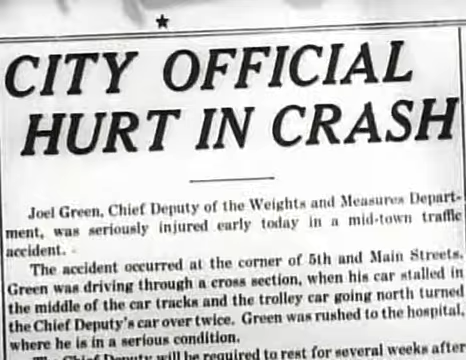 CITY OFFICIAL
HURT IN CRASH
Joel Green, Chief Deputy of the Weights and Measures Depart-
ment, was seriously injured early today in a mid-town traffic
accident.
The accident occurred at the corner of 5th and Main Streets.
Green was driving through a cross section, when his car stalled in
the middle of the car tracks and the trolley car going north turned
the Chief Deputy's car over twice. Green was rushed to the hospital,
where he is in a serious condition.
Chief Deputy will be required to rest for several weeks after